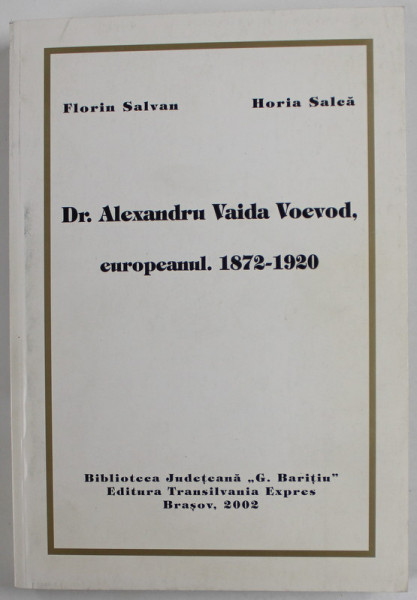 Florin Salvan Horia Salcă
Dr. Alexandru Vaida Voevod,
europeanul. 1872-1920
Biblioteca Județeană „G. Barițiu”
Editura Transilvania Expres
Brașov, 2002